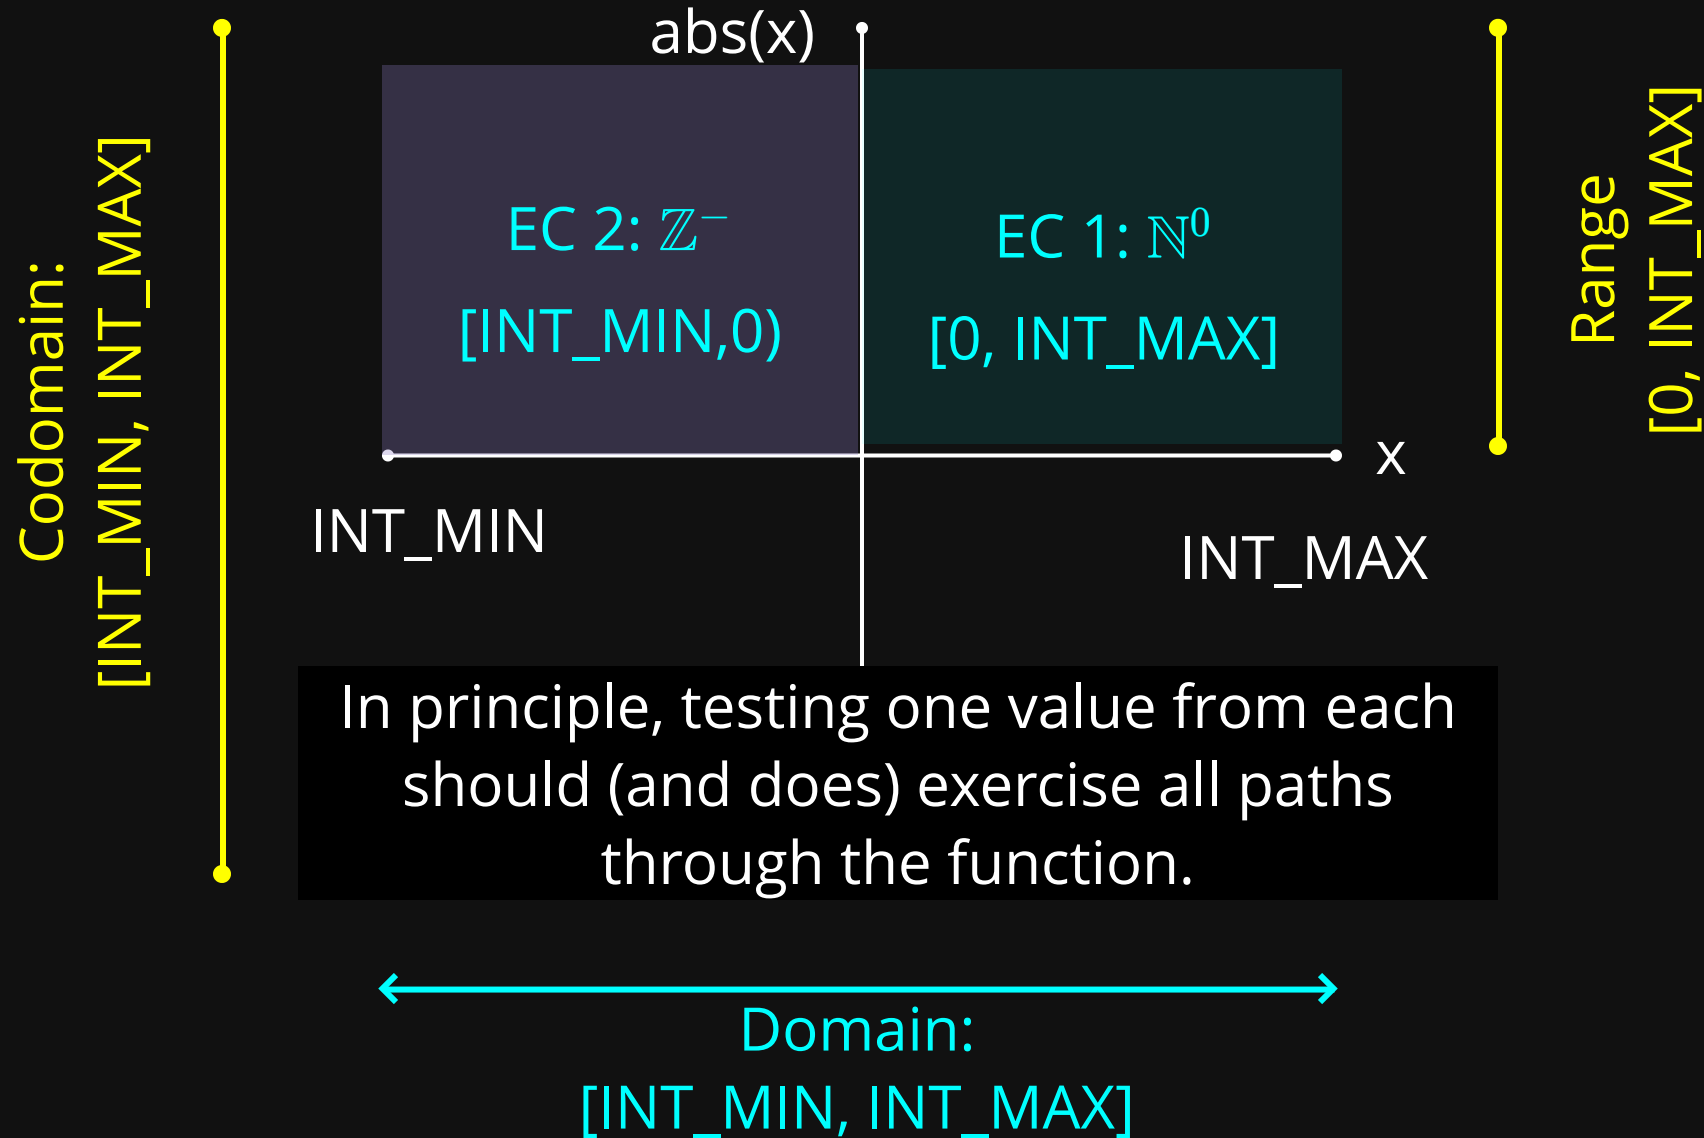 abs(x)
Codomain:
[INT_MIN, INT_MAX]
EC 2: ℤ⁻
[INT_MIN,0)
EC 1: ℕ⁰
[0, INT_MAX]
Range
[0, INT_MAX]
x
INT_MIN
INT_MAX
In principle, testing one value from each
should (and does) exercise all paths
through the function.
Domain:
[INT_MIN, INT_MAX]